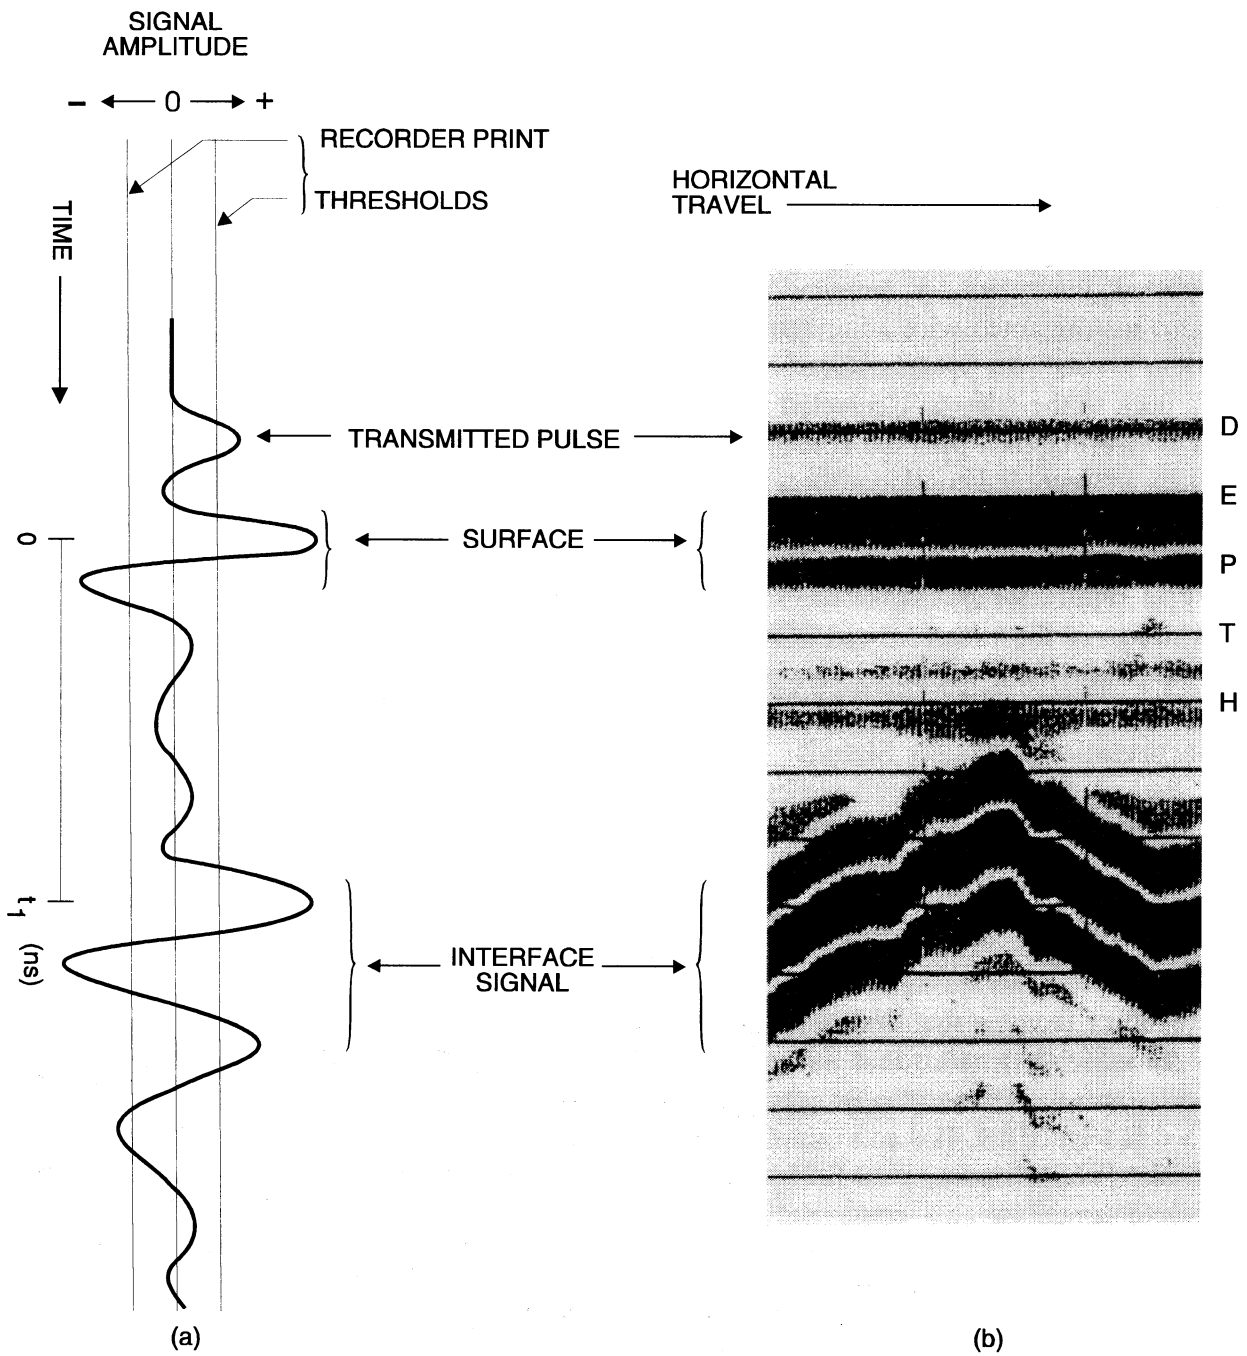 SIGNAL
AMPLITUDE
− 0 +
RECORDER PRINT
THRESHOLDS
TIME
HORIZONTAL
TRAVEL
TRANSMITTED PULSE
0
SURFACE
t1 (ns)
INTERFACE
SIGNAL
D
E
P
T
H
(a)
(b)